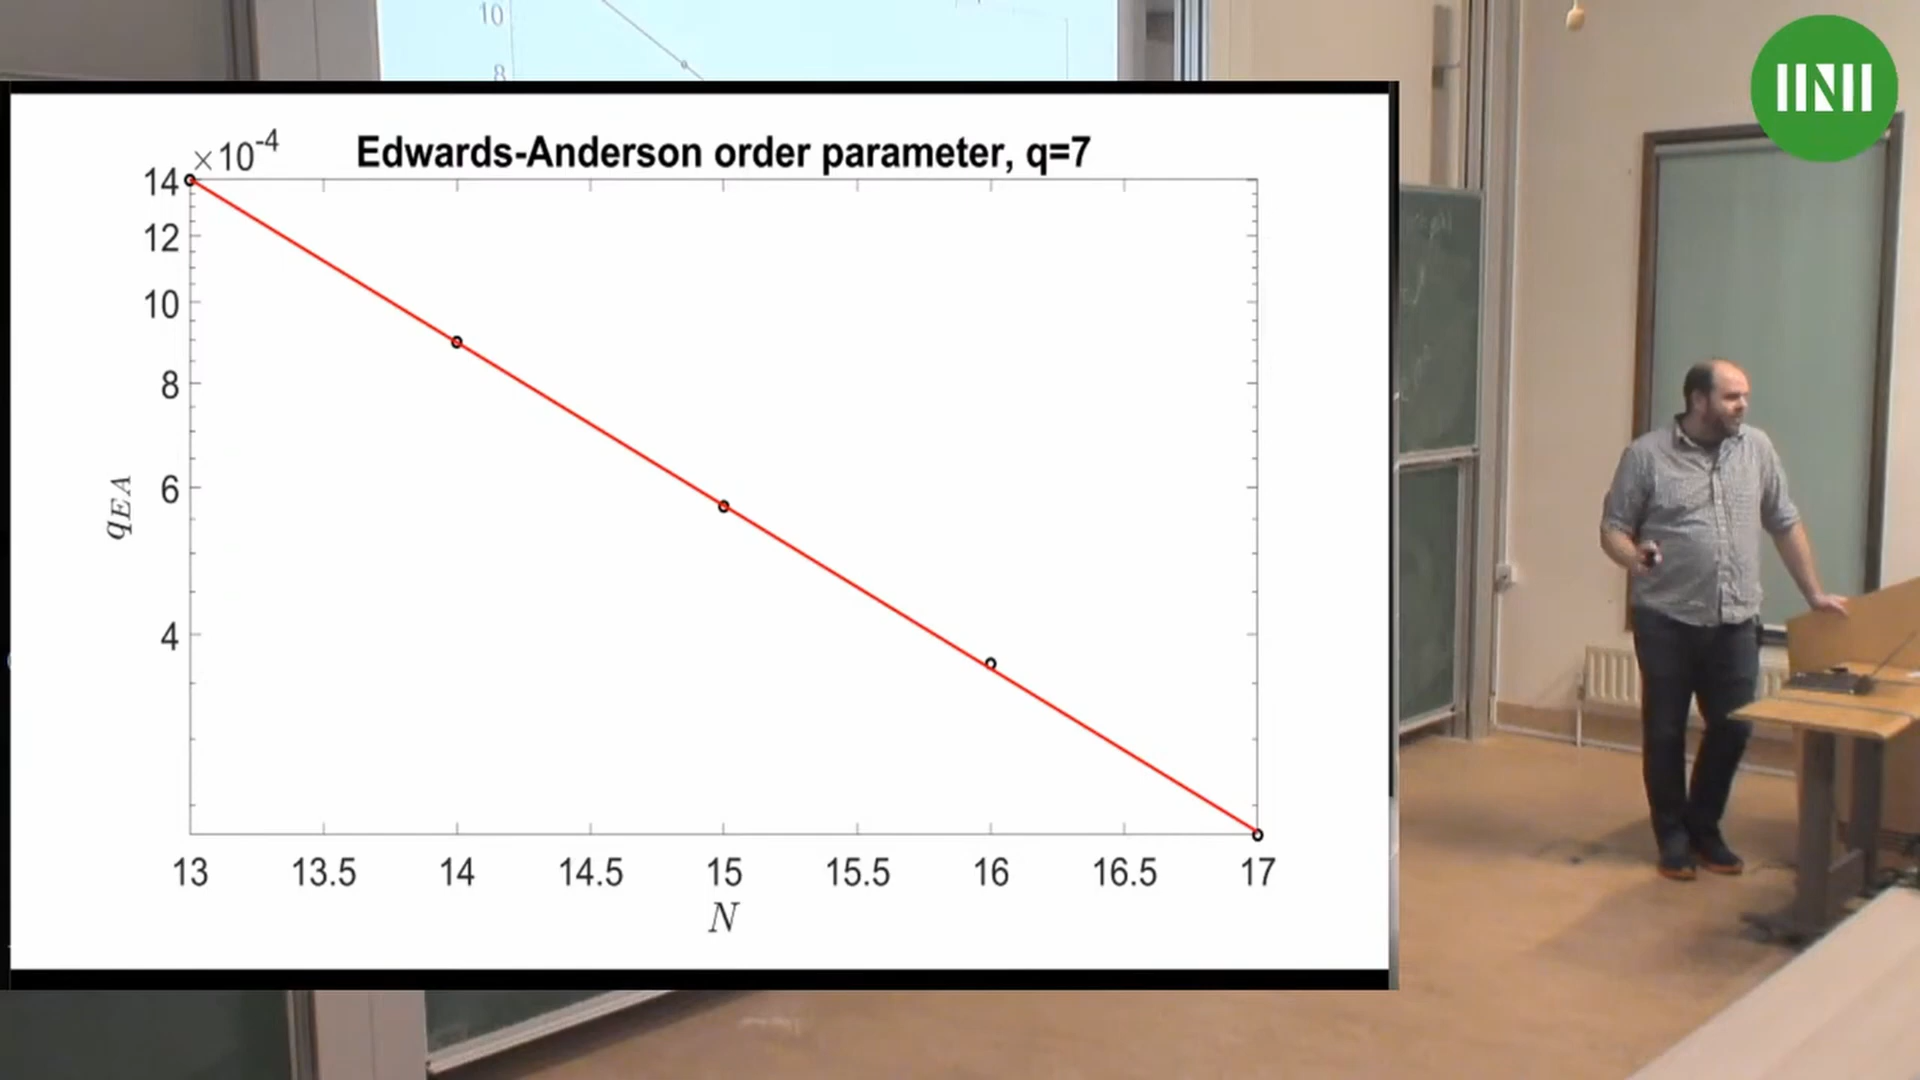 10
8
×10⁻⁴
Edwards-Anderson order parameter, q=7
14
12
10
8
6
4
q_EA
13 13.5 14 14.5 15 15.5 16 16.5 17
N